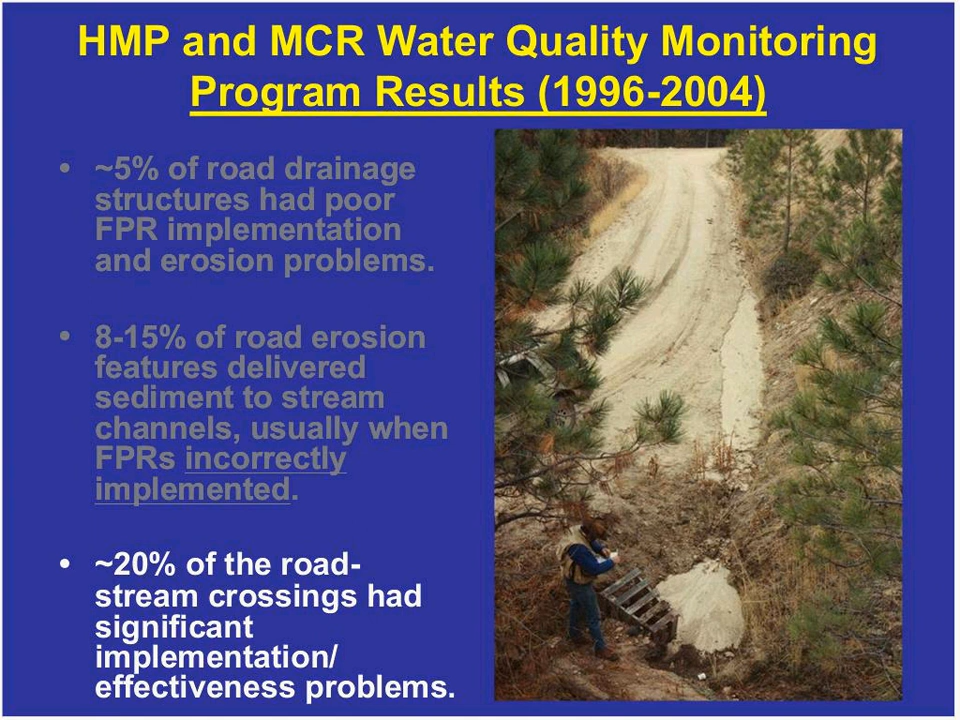 HMP and MCR Water Quality Monitoring
Program Results (1996-2004)
• ~5% of road drainage
structures had poor
FPR implementation
and erosion problems.
• 8-15% of road erosion
features delivered
sediment to stream
channels, usually when
FPRs incorrectly
implemented.
• ~20% of the road-
stream crossings had
significant
implementation/
effectiveness problems.